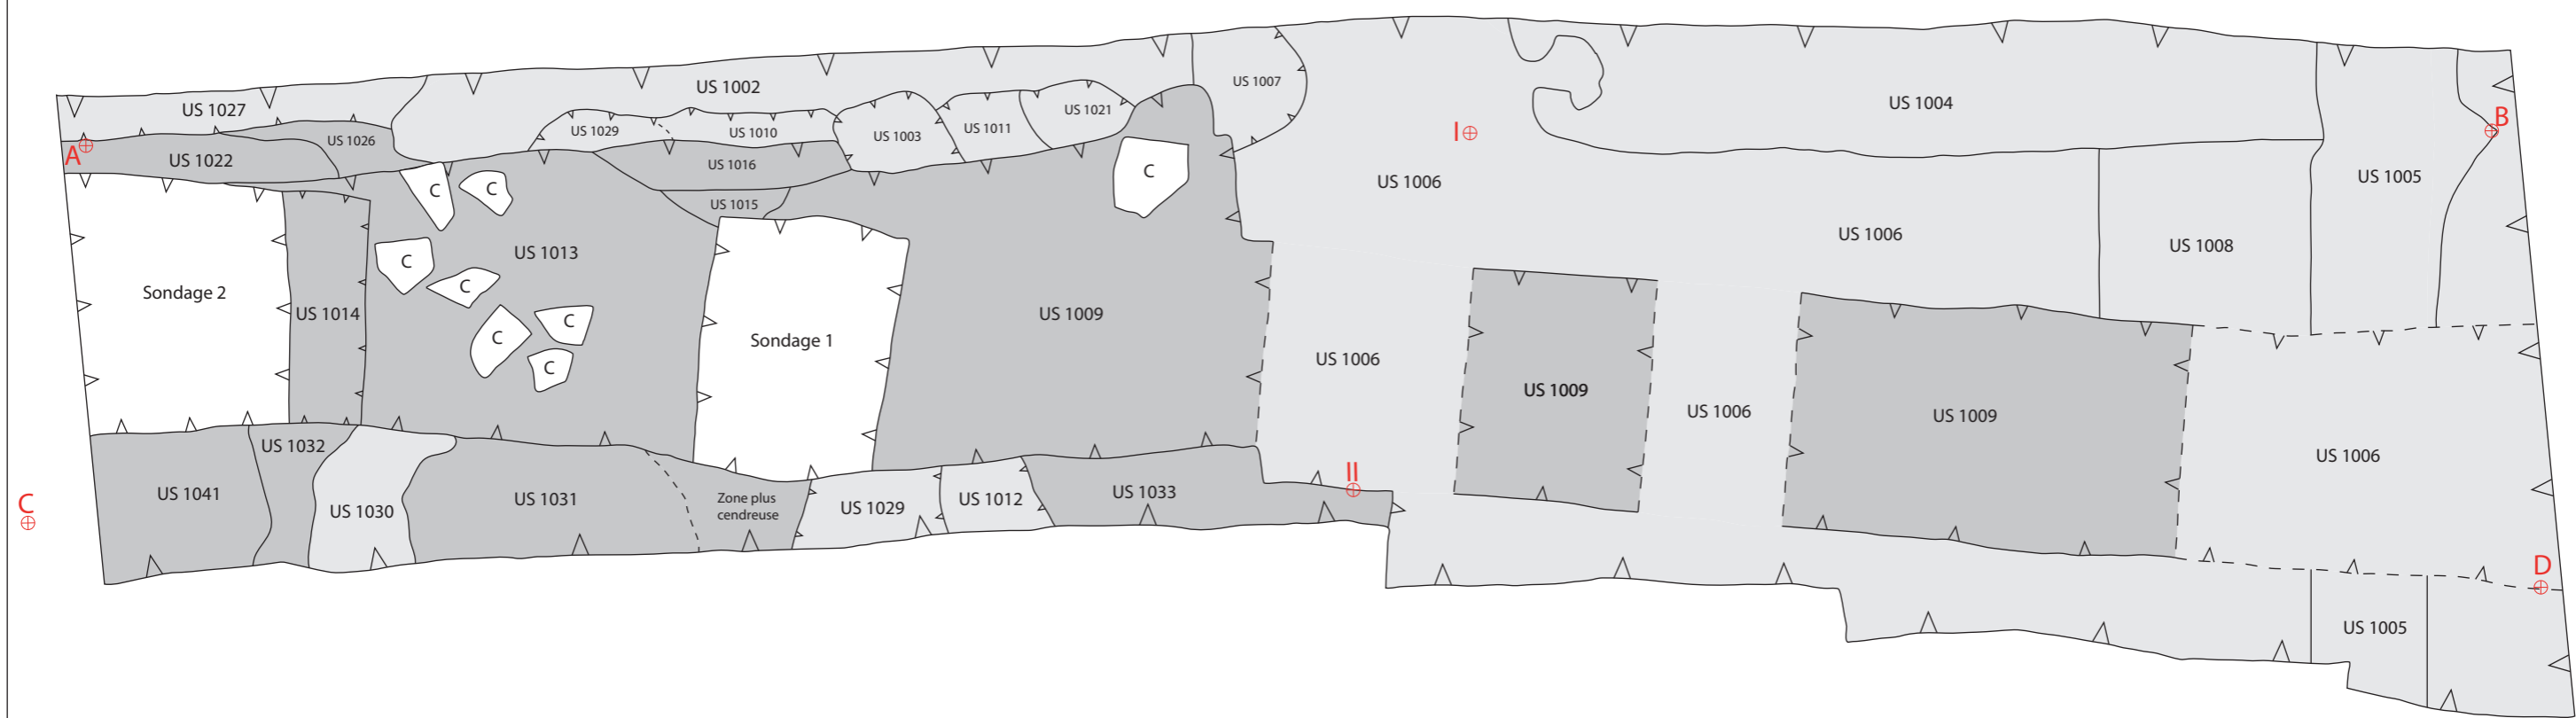 US 1027
US 1002
US 1007
US 1004
B
I
US 1029
US 1010
US 1003
US 1011
US 1021
US 1026
A
US 1022
US 1016
US 1015
C
C
C
US 1006
US 1005
US 1006
US 1008
US 1013
C
C
Sondage 2
US 1014
C
C
C
Sondage 1
US 1009
US 1006
US 1009
US 1006
US 1009
US 1006
US 1032
US 1041
US 1030
US 1031
Zone plus
cendreuse
US 1029
US 1012
US 1033
II
C
D
US 1005